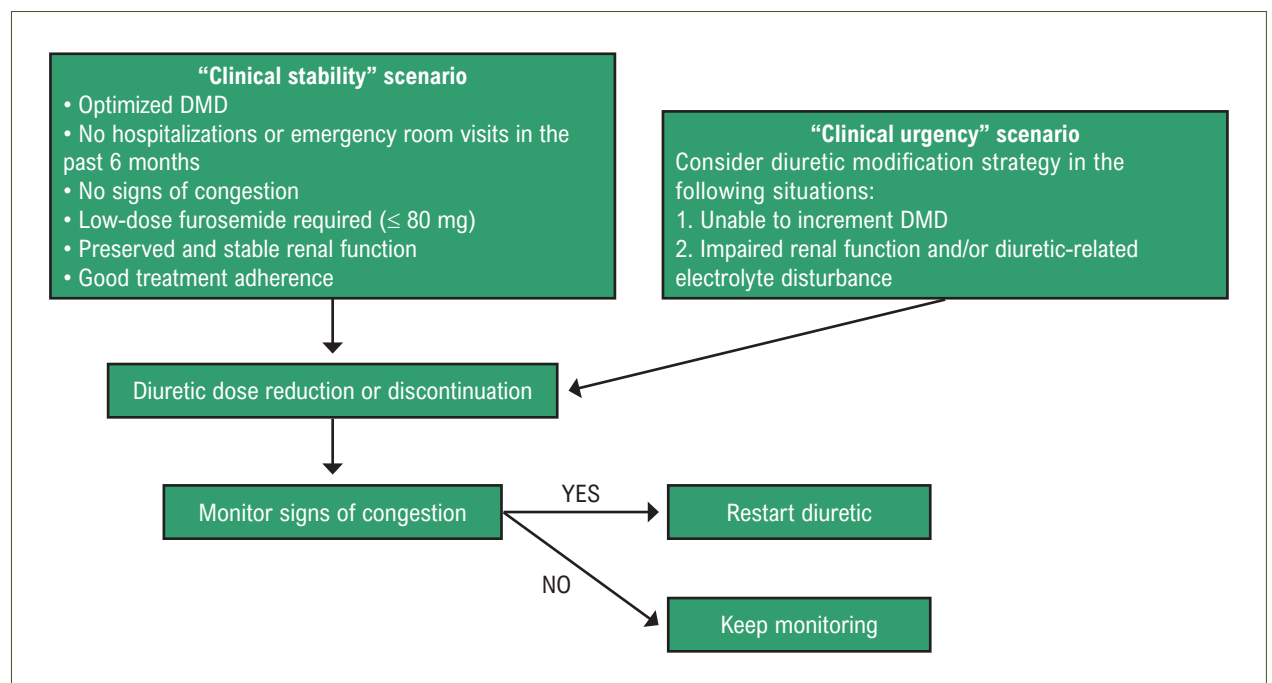 “Clinical stability” scenario
• Optimized DMD
• No hospitalizations or emergency room visits in the
past 6 months
• No signs of congestion
• Low-dose furosemide required (≤ 80 mg)
• Preserved and stable renal function
• Good treatment adherence
“Clinical urgency” scenario
Consider diuretic modification strategy in the
following situations:
1. Unable to increment DMD
2. Impaired renal function and/or diuretic-related
electrolyte disturbance
Diuretic dose reduction or discontinuation
Monitor signs of congestion
YES
Restart diuretic
NO
Keep monitoring